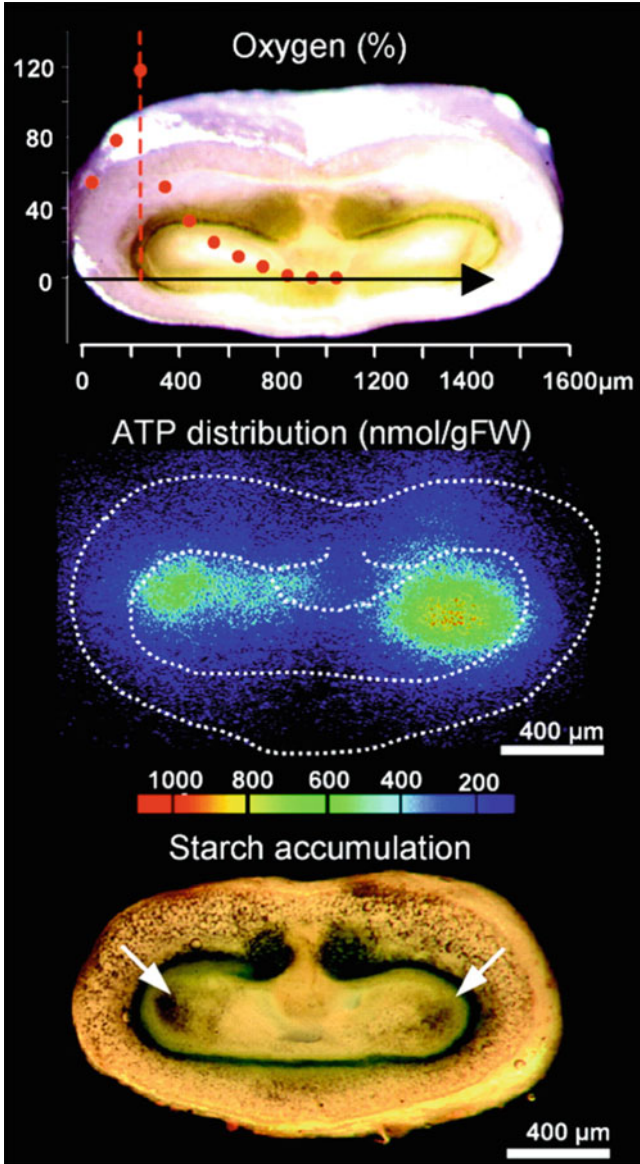 Oxygen (%)
120
80
40
0
0 400 800 1200 1400 1600µm
ATP distribution (nmol/gFW)
400 µm
1000 800 600 400 200
Starch accumulation
400 µm